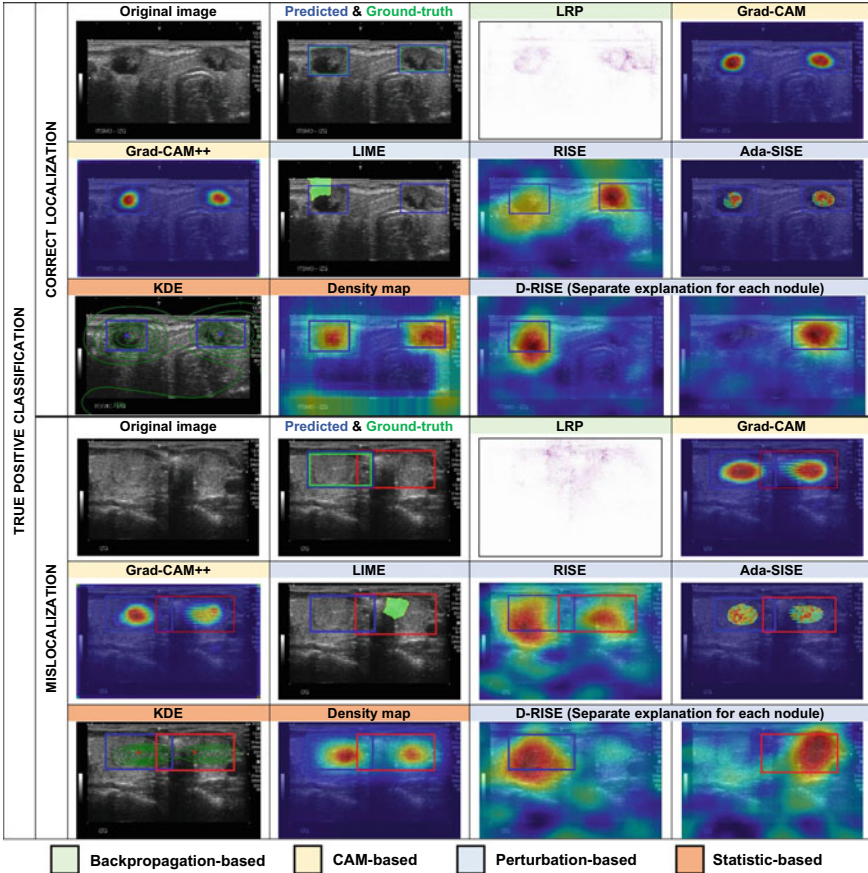 TRUE POSITIVE CLASSIFICATION
CORRECT LOCALIZATION
Original image
Predicted & Ground-truth
LRP
Grad-CAM
Grad-CAM++
LIME
RISE
Ada-SISE
KDE
Density map
D-RISE (Separate explanation for each nodule)
MISLOCALIZATION
Original image
Predicted & Ground-truth
LRP
Grad-CAM
Grad-CAM++
LIME
RISE
Ada-SISE
KDE
Density map
D-RISE (Separate explanation for each nodule)
Backpropagation-based
CAM-based
Perturbation-based
Statistic-based